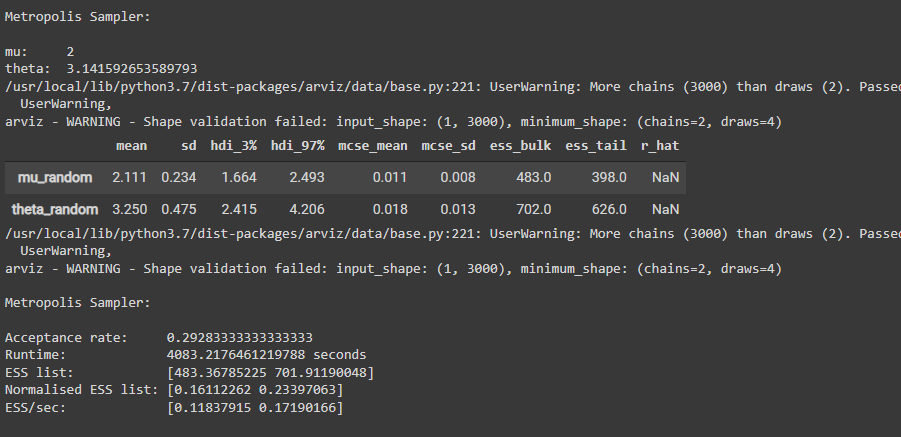 Metropolis Sampler:
mu: 2
theta: 3.141592653589793
/usr/local/lib/python3.7/dist-packages/arviz/data/base.py:221: UserWarning: More chains (3000) than draws (2). Passed
UserWarning,
arviz - WARNING - Shape validation failed: input_shape: (1, 3000), minimum_shape: (chains=2, draws=4)
mean sd hdi_3% hdi_97% mcse_mean mcse_sd ess_bulk ess_tail r_hat
mu_random 2.111 0.234 1.664 2.493 0.011 0.008 483.0 398.0 NaN
theta_random 3.250 0.475 2.415 4.206 0.018 0.013 702.0 626.0 NaN
/usr/local/lib/python3.7/dist-packages/arviz/data/base.py:221: UserWarning: More chains (3000) than draws (2). Passed
UserWarning,
arviz - WARNING - Shape validation failed: input_shape: (1, 3000), minimum_shape: (chains=2, draws=4)
Metropolis Sampler:
Acceptance rate: 0.29283333333333333
Runtime: 4083.2176461219788 seconds
ESS list: [483.36785225 701.91190048]
Normalised ESS list: [0.16112262 0.23397063]
ESS/sec: [0.11837915 0.17190166]